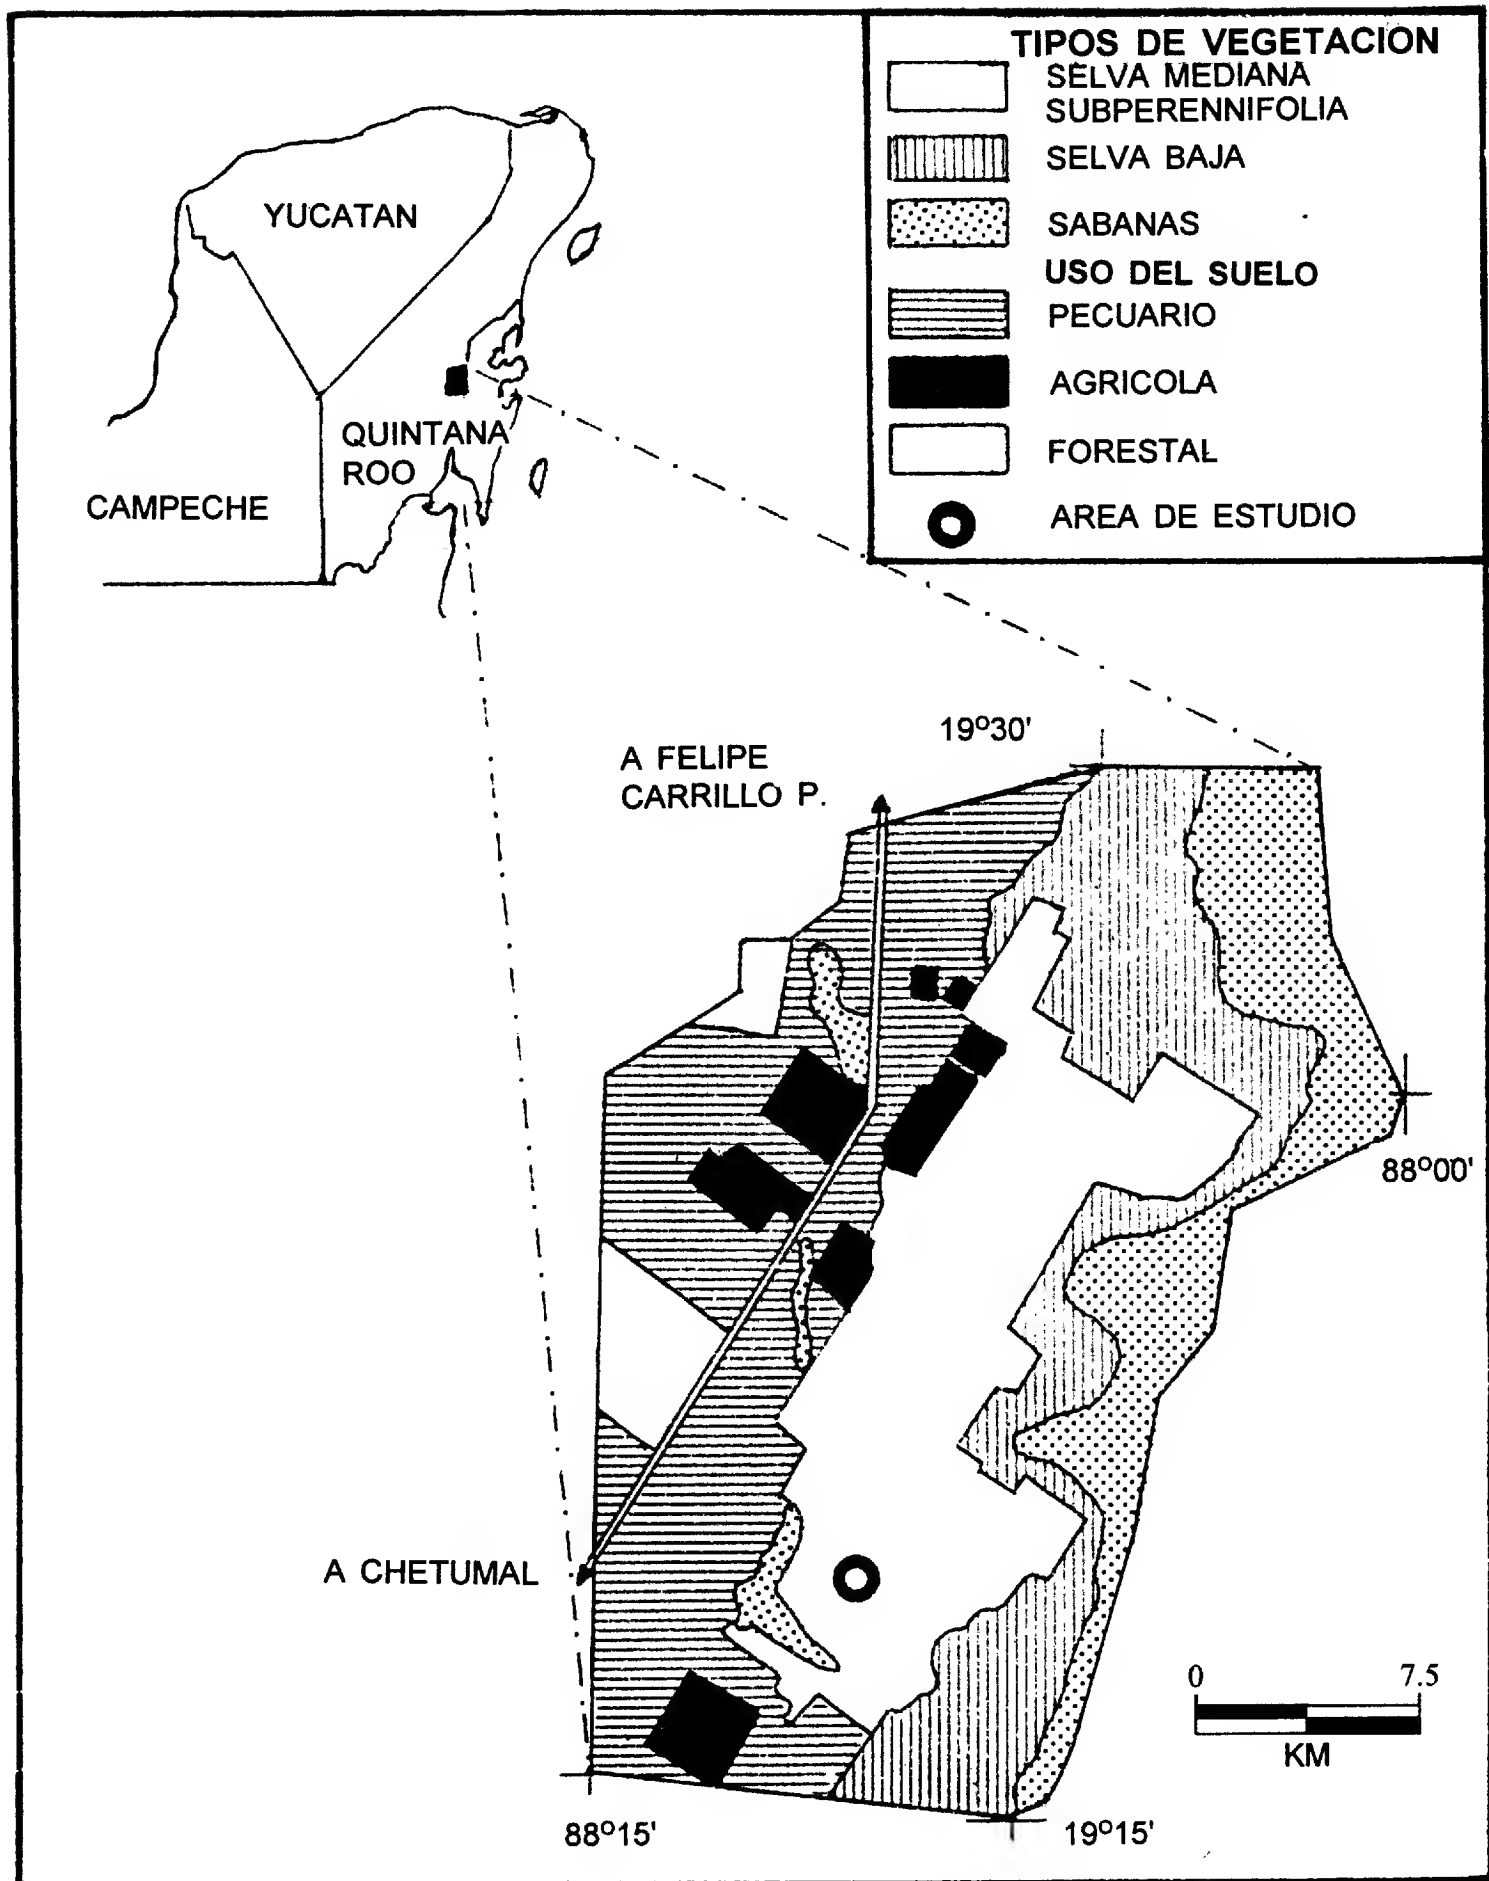 TIPOS DE VEGETACION
SELVA MEDIANA
SUBPERENNIFOLIA
SELVA BAJA
SABANAS
USO DEL SUELO
PECUARIO
AGRICOLA
FORESTAL
AREA DE ESTUDIO
YUCATAN
QUINTANA
ROO
CAMPECHE
19°30'
A FELIPE
CARRILLO P.
88°00'
A CHETUMAL
0 7.5
KM
88°15'
19°15'